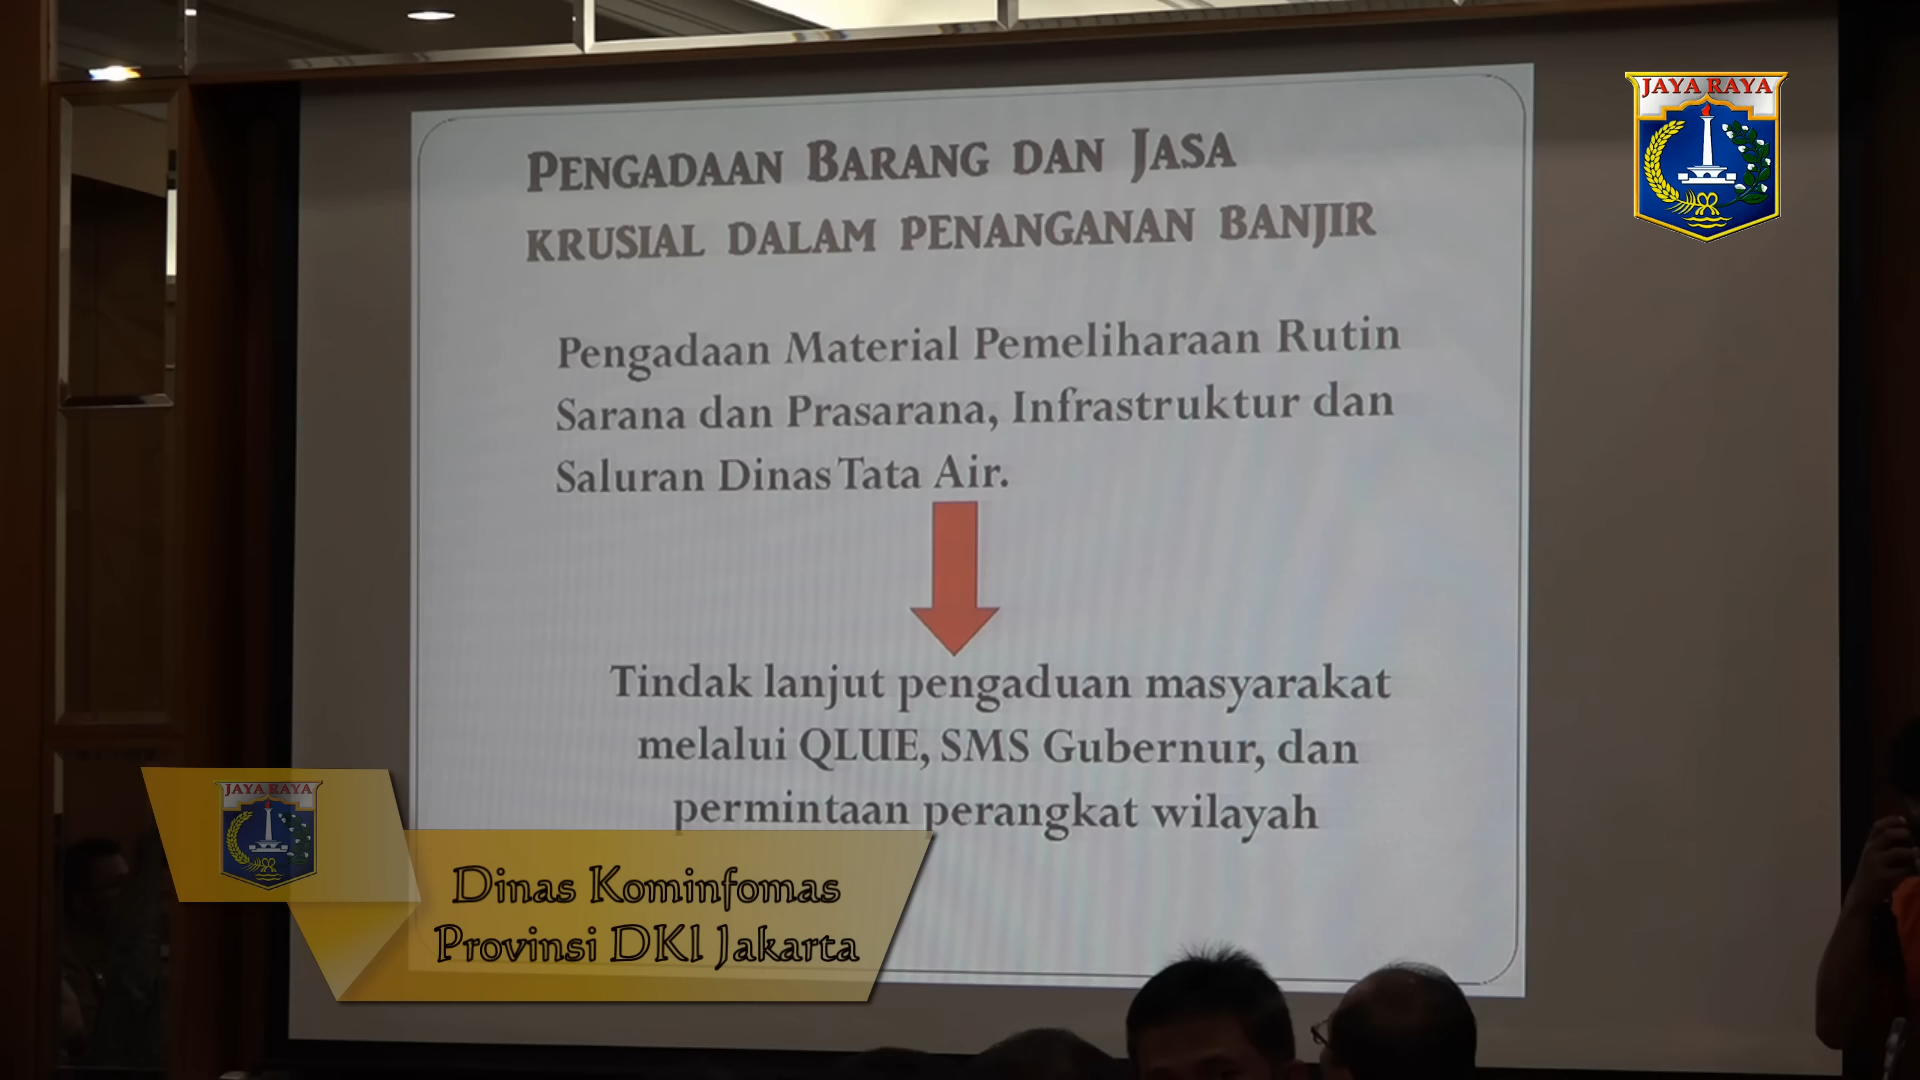 JAYA RAYA
PENGADAAN BARANG DAN JASA
KRUSIAL DALAM PENANGANAN BANJIR
Pengadaan Material Pemeliharaan Rutin
Sarana dan Prasarana, Infrastruktur dan
Saluran Dinas Tata Air.
Tindak lanjut pengaduan masyarakat
melalui QLUE, SMS Gubernur, dan
permintaan perangkat wilayah
JAYA RAYA
Dinas Kominfomas
Provinsi DKI Jakarta